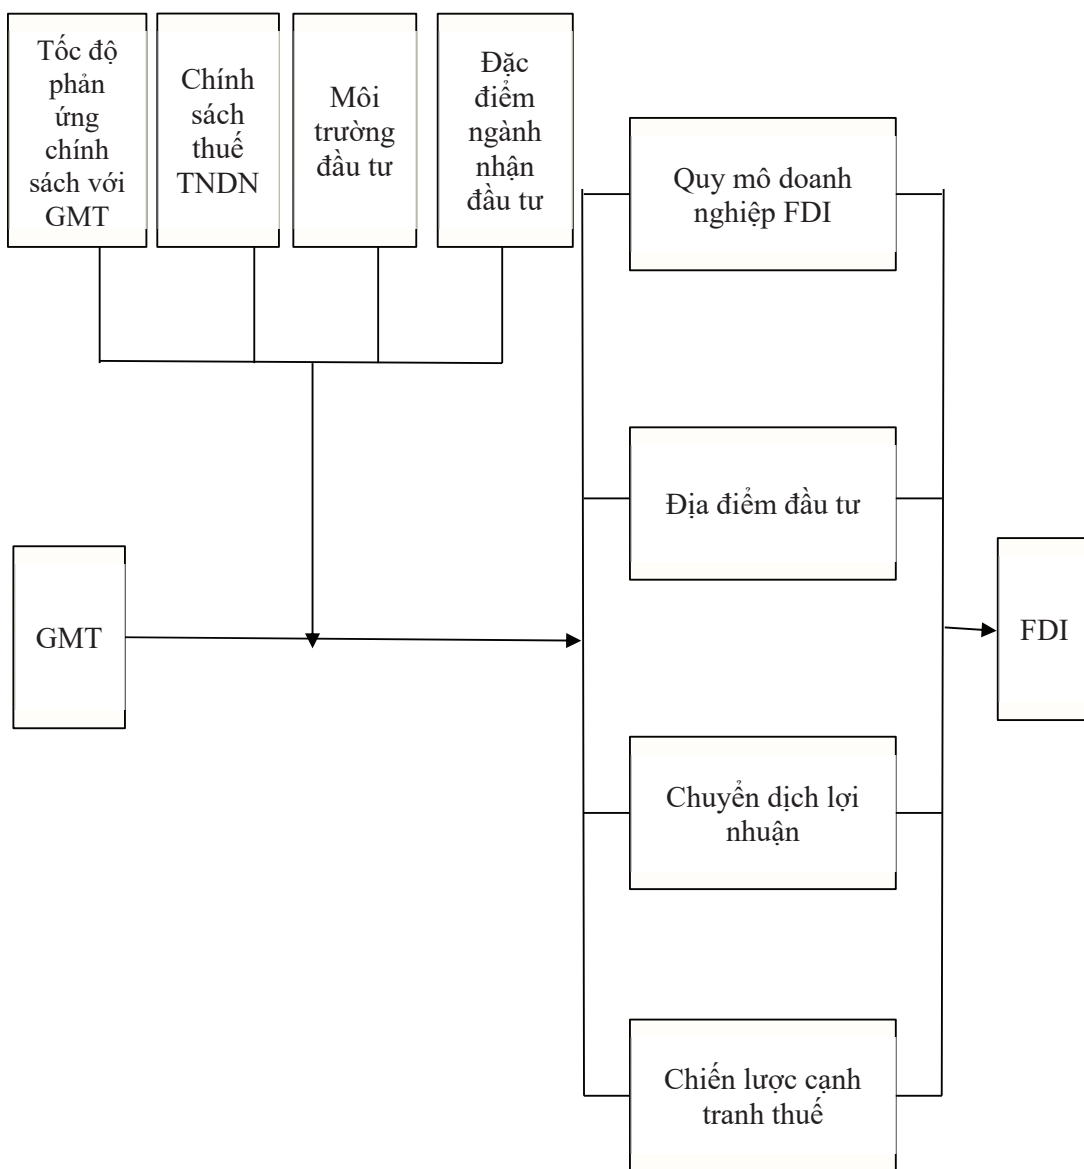 Tốc độ
phản
ứng
chính
sách với
GMT
Chính
sách
thuế
TNDN
Môi
trường
đầu tư
Đặc
điểm
ngành
nhận
đầu tư
Quy mô doanh
nghiệp FDI
Địa điểm đầu tư
GMT
FDI
Chuyển dịch lợi
nhuận
Chiến lược cạnh
tranh thuế